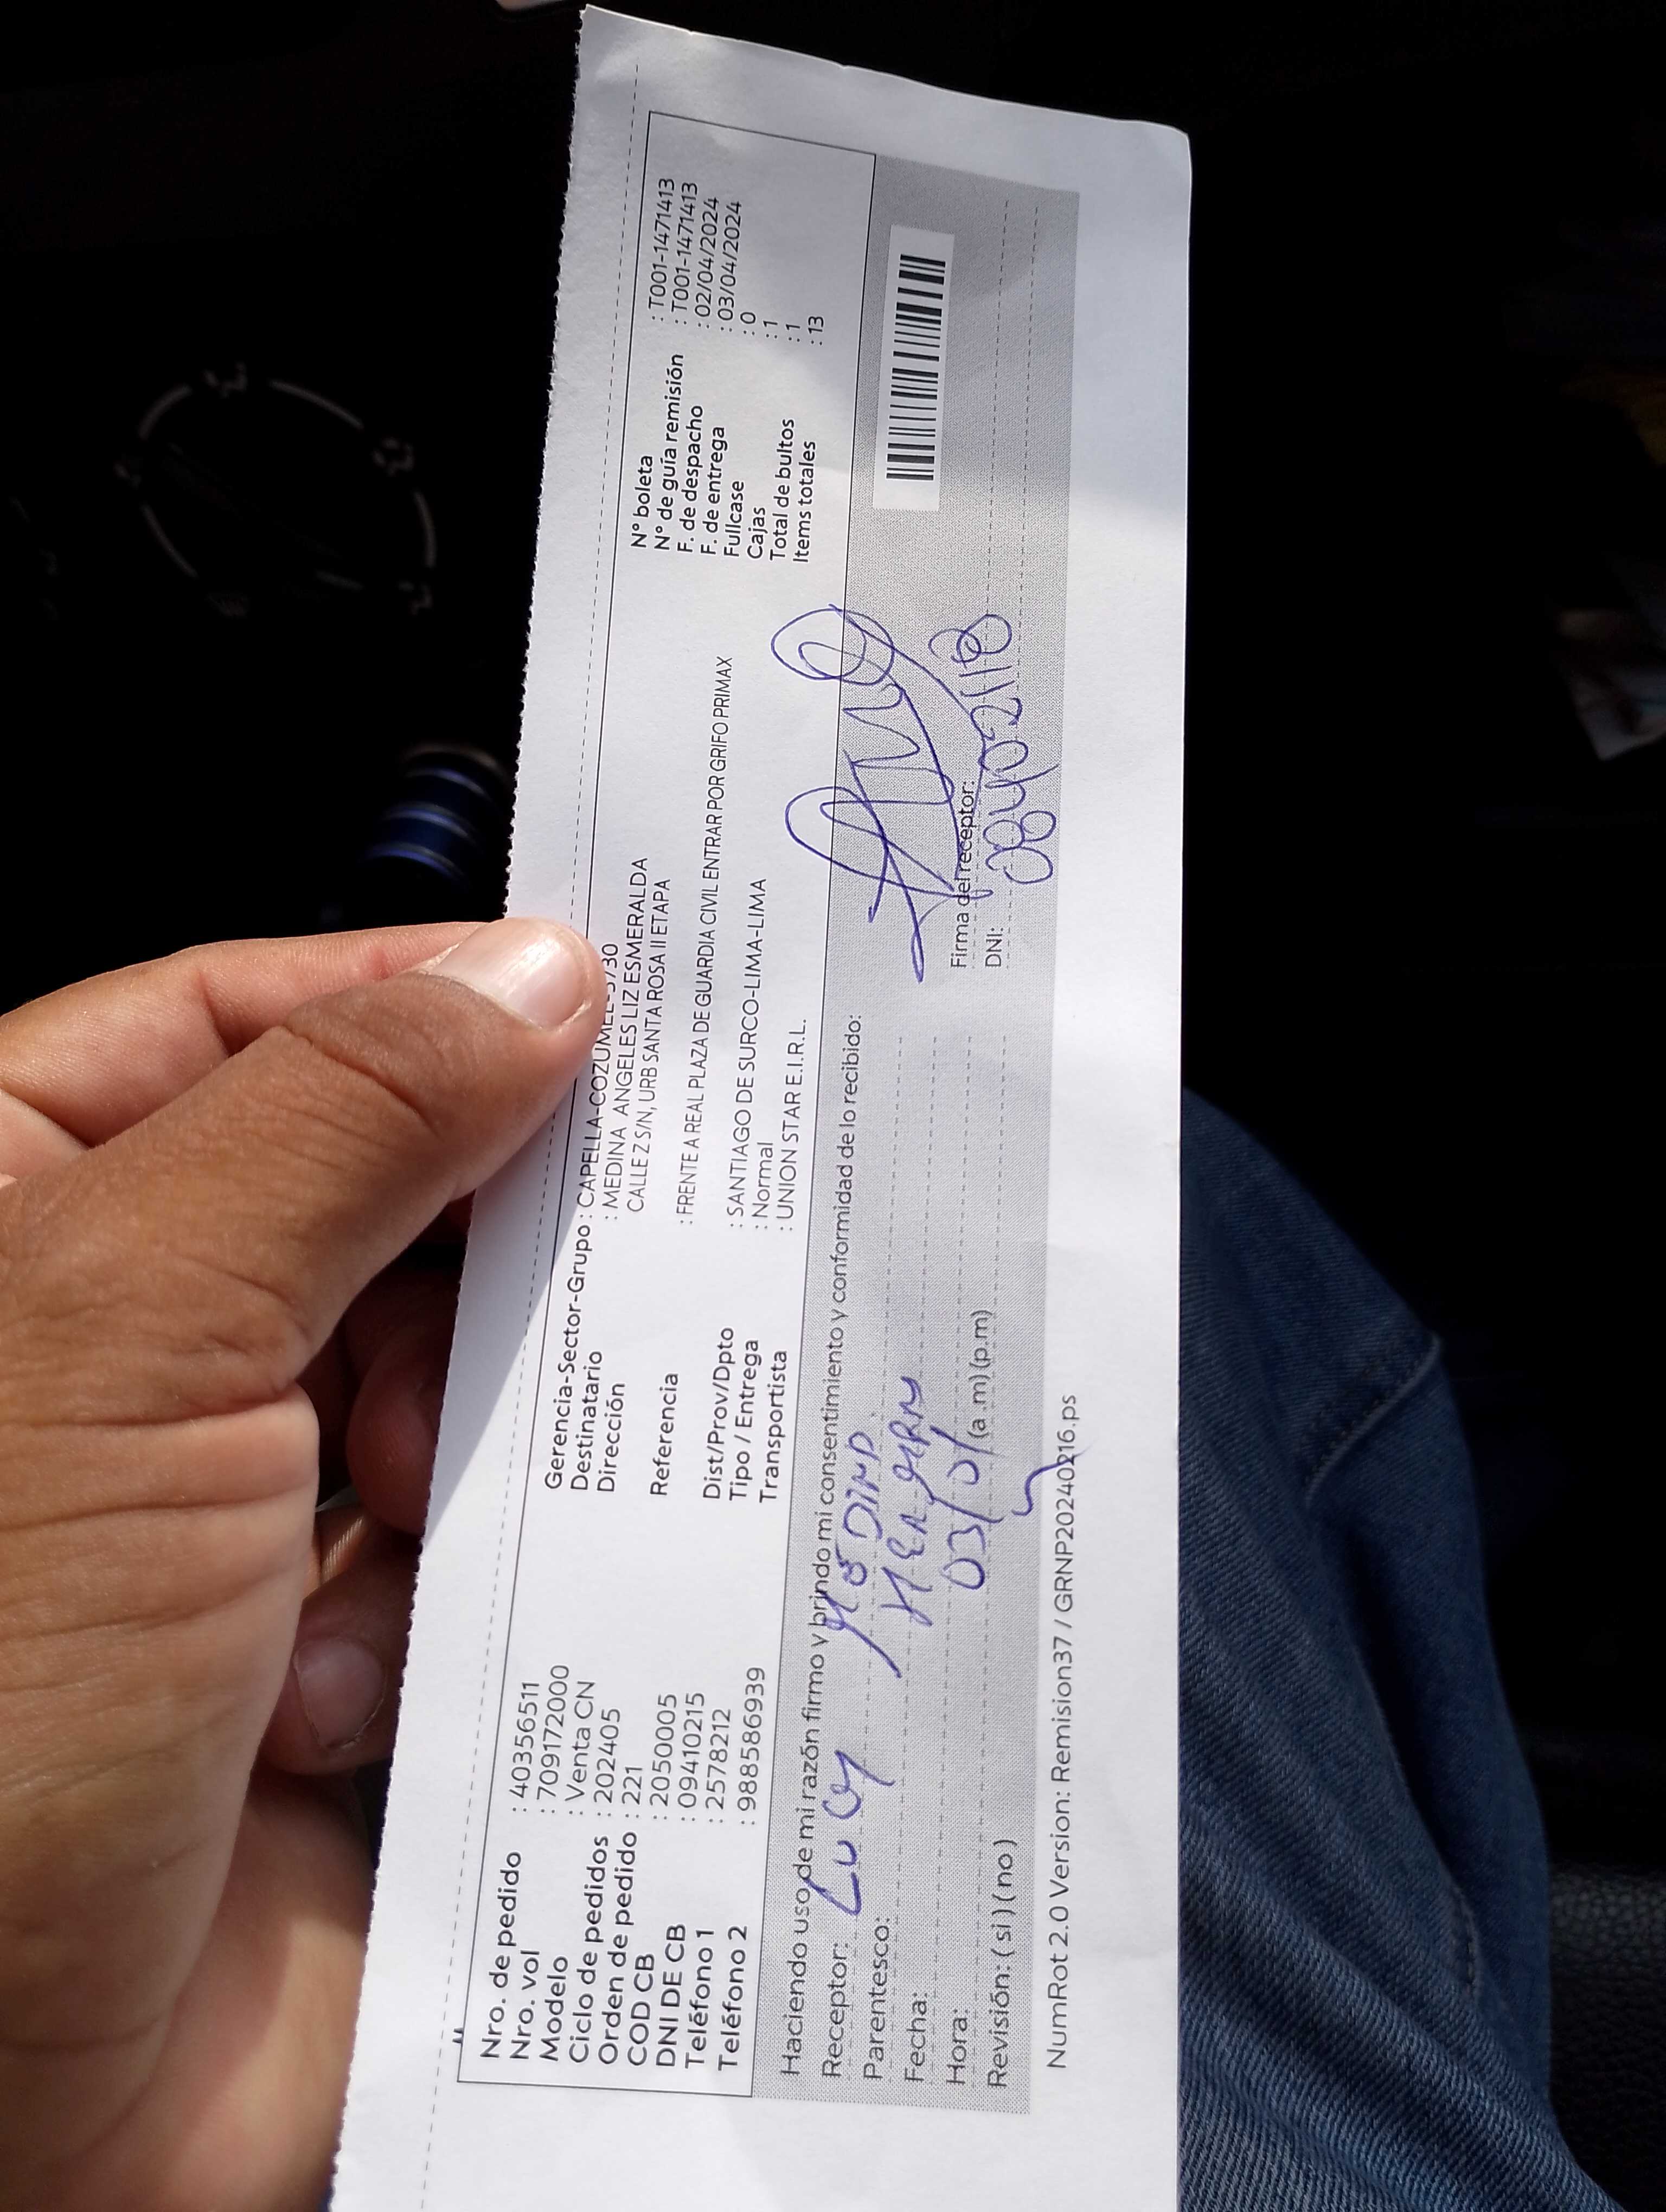 Nro. de pedido : 40356511
Nro. vol : 709172000
Modelo : Venta CN
Ciclo de pedidos : 202405
Orden de pedido : 221
COD CB : 2050005
DNI DE CB : 09410215
Teléfono 1 : 2578212
Teléfono 2 : 988586939
Gerencia-Sector-Grupo : CAPELLA-COZUMEL-5730
Destinatario : MEDINA ANGELES LIZ ESMERALDA
Dirección CALLE Z S/N, URB SANTA ROSA II ETAPA
Referencia : FRENTE A REAL PLAZA DE GUARDIA CIVIL ENTRAR POR GRIFO PRIMAX
Dist/Prov/Dpto : SANTIAGO DE SURCO-LIMA-LIMA
Tipo / Entrega : Normal
Transportista : UNION STAR E.I.R.L.
N° boleta : T001-1471413
N° de guía remisión : T001-1471413
F. de despacho : 02/04/2024
F. de entrega : 03/04/2024
Fullcase : 0
Cajas : 1
Total de bultos : 1
Items totales : 13
Haciendo uso de mi razón firmo y brindo mi consentimiento y conformidad de lo recibido:
Receptor: Lucy
Parentesco:
Fecha:
Hora: (a.m)(p.m)
Revisión: ( si ) ( no )
Firma del receptor:
DNI:
NumRot 2.0 Version: Remision37 / GRNP20240216.ps